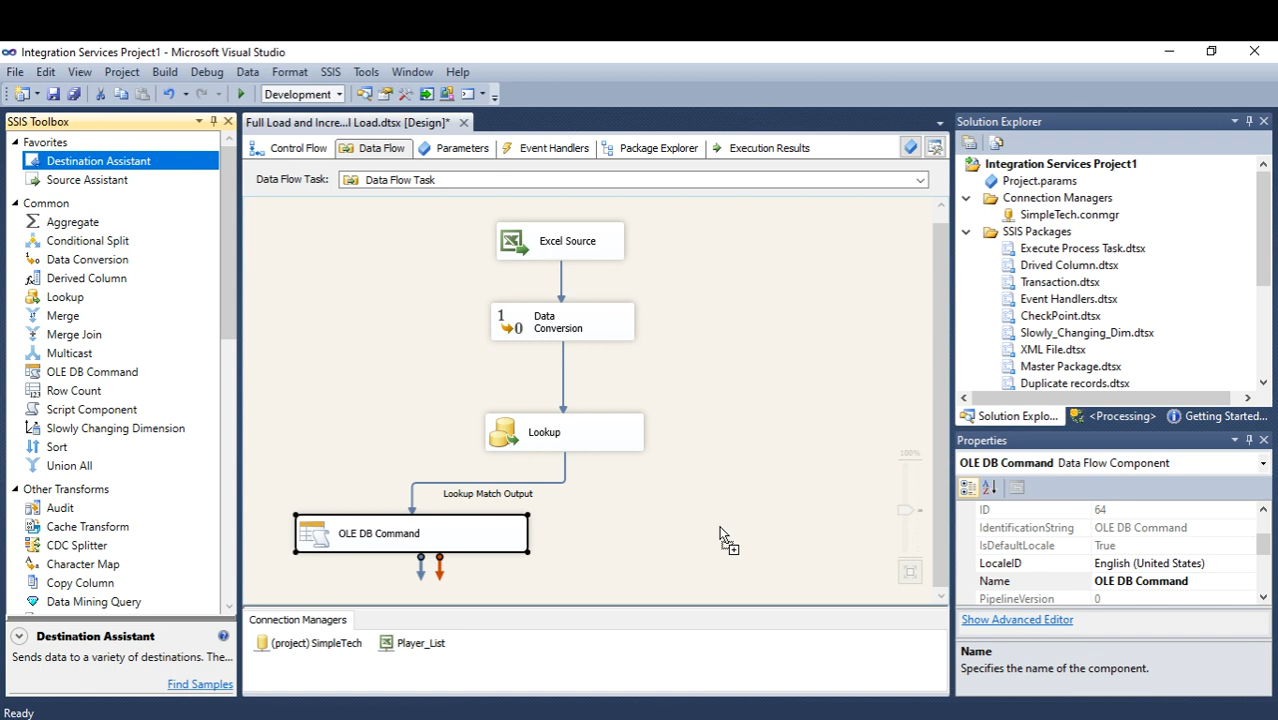 Integration Services Project1 - Microsoft Visual Studio
File Edit View Project Build Debug Data Format SSIS Tools Window Help
Development
SSIS Toolbox
Favorites
Destination Assistant
Source Assistant
Common
Aggregate
Conditional Split
Data Conversion
Derived Column
Lookup
Merge
Merge Join
Multicast
OLE DB Command
Row Count
Script Component
Slowly Changing Dimension
Sort
Union All
Other Transforms
Audit
Cache Transform
CDC Splitter
Character Map
Copy Column
Data Mining Query
Destination Assistant
Sends data to a variety of destinations. The...
Find Samples
Full Load and Incre...l Load.dtsx [Design]*
Control Flow Data Flow Parameters Event Handlers Package Explorer Execution Results
Data Flow Task: Data Flow Task
Excel Source
1
0
Data
Conversion
Lookup
100%
Lookup Match Output
OLE DB Command
Connection Managers
(project) SimpleTech Player_List
Solution Explorer
Integration Services Project1
Project.params
Connection Managers
SimpleTech.conmgr
SSIS Packages
Execute Process Task.dtsx
Drived Column.dtsx
Transaction.dtsx
Event Handlers.dtsx
CheckPoint.dtsx
Slowly_Changing_Dim.dtsx
XML File.dtsx
Master Package.dtsx
Duplicate records.dtsx
Solution Explo... <Processing> Getting Started...
Properties
OLE DB Command Data Flow Component
ID 64
IdentificationString OLE DB Command
IsDefaultLocale True
LocaleID English (United States)
Name OLE DB Command
PipelineVersion 0
Show Advanced Editor
Name
Specifies the name of the component.
Ready